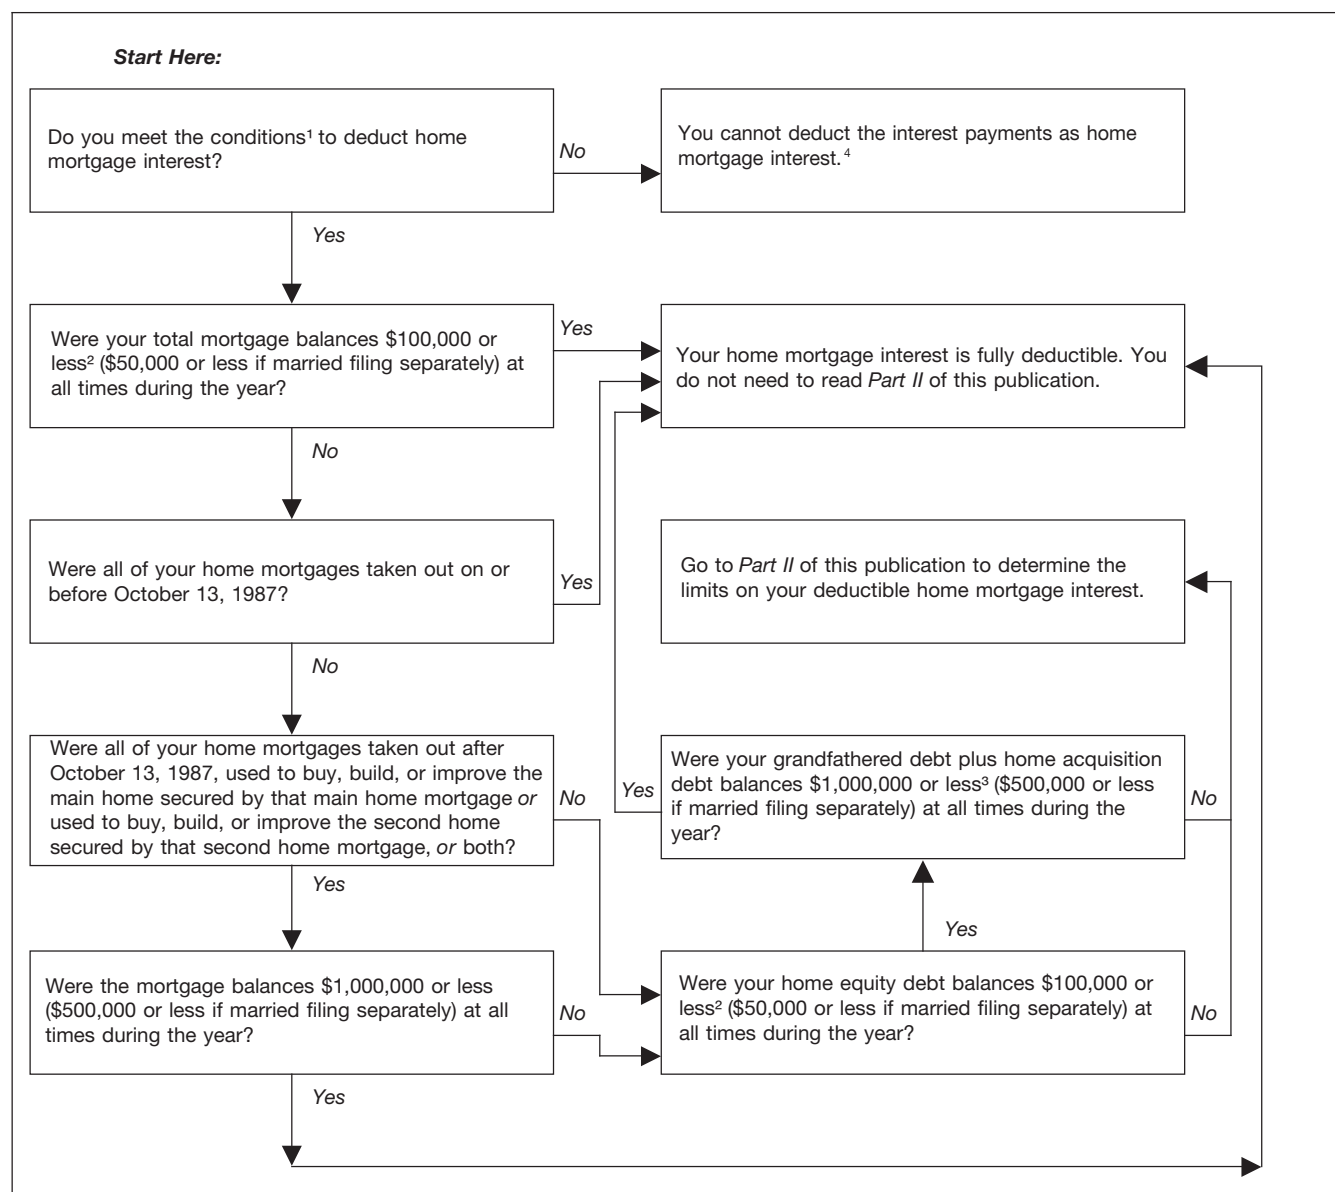 Start Here:
Do you meet the conditions¹ to deduct home
mortgage interest?
No
You cannot deduct the interest payments as home
mortgage interest.⁴
Yes
Were your total mortgage balances $100,000 or
less² ($50,000 or less if married filing separately) at
all times during the year?
Yes
Your home mortgage interest is fully deductible. You
do not need to read Part II of this publication.
No
Were all of your home mortgages taken out on or
before October 13, 1987?
Yes
Go to Part II of this publication to determine the
limits on your deductible home mortgage interest.
No
Were all of your home mortgages taken out after
October 13, 1987, used to buy, build, or improve the
main home secured by that main home mortgage or
used to buy, build, or improve the second home
secured by that second home mortgage, or both?
No
Yes
Were your grandfathered debt plus home acquisition
debt balances $1,000,000 or less³ ($500,000 or less
if married filing separately) at all times during the
year?
No
Yes
Yes
Were the mortgage balances $1,000,000 or less
($500,000 or less if married filing separately) at all
times during the year?
No
Were your home equity debt balances $100,000 or
less² ($50,000 or less if married filing separately) at
all times during the year?
No
Yes